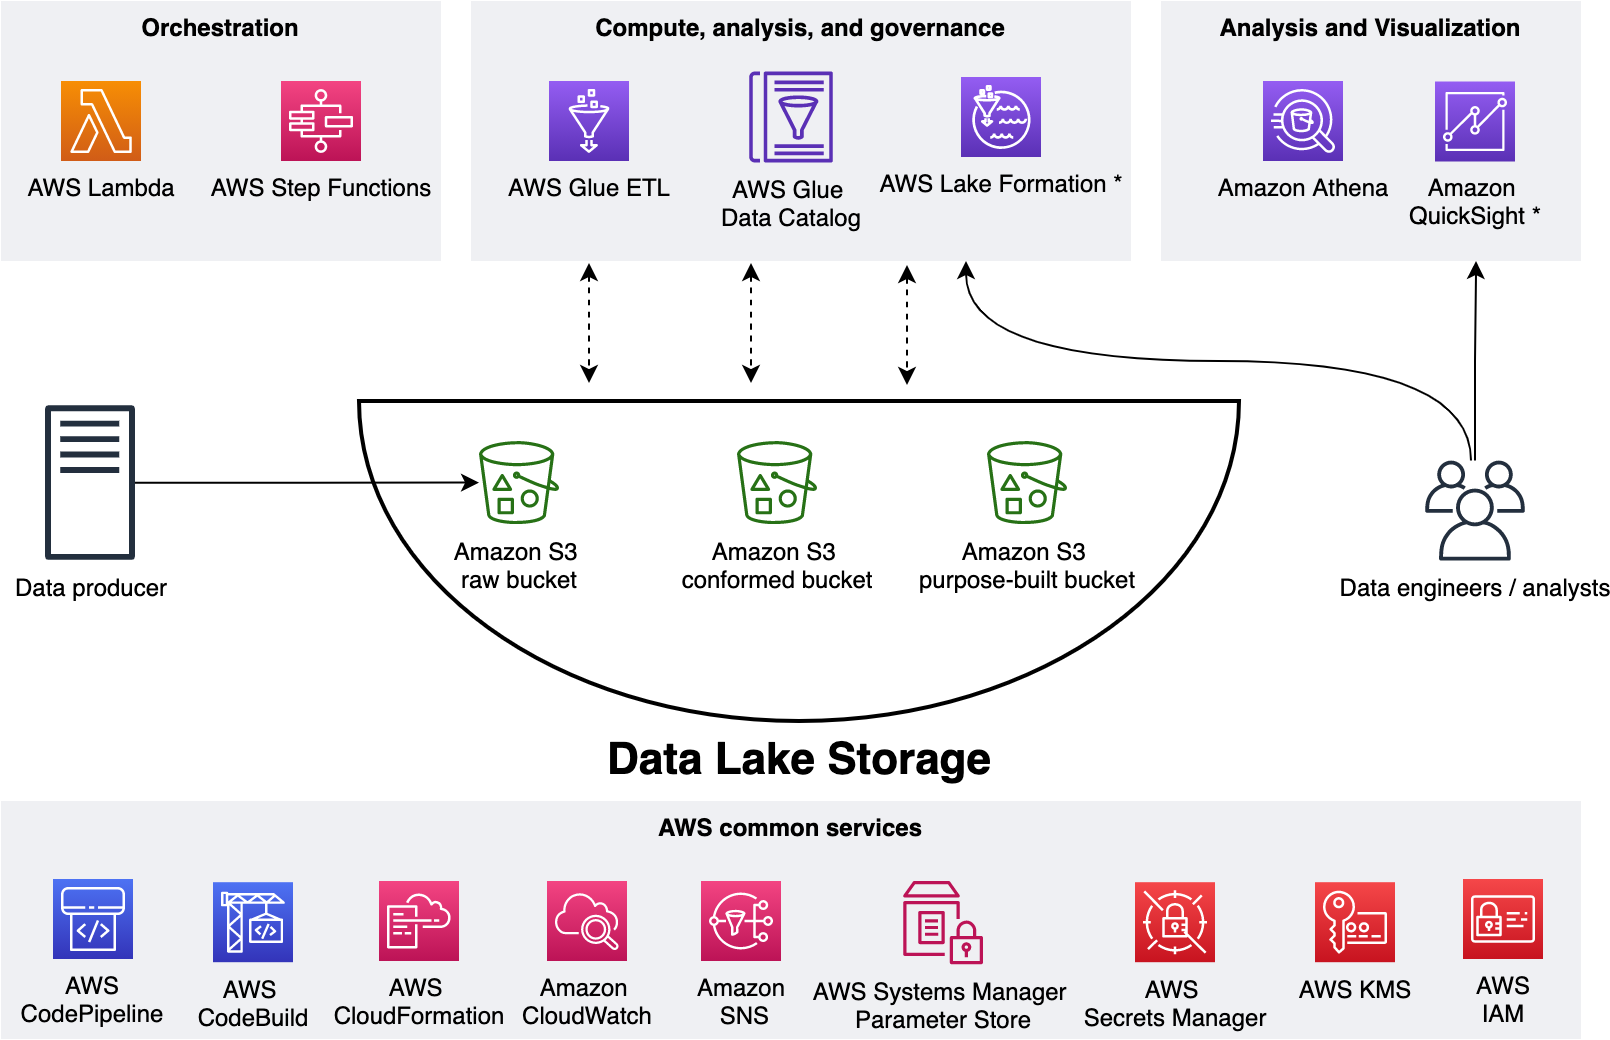 Orchestration
Compute, analysis, and governance
Analysis and Visualization
AWS Lambda
AWS Step Functions
AWS Glue ETL
AWS Glue
Data Catalog
AWS Lake Formation *
Amazon Athena
Amazon
QuickSight *
Data producer
Amazon S3
raw bucket
Amazon S3
conformed bucket
Amazon S3
purpose-built bucket
Data engineers / analysts
Data Lake Storage
AWS common services
AWS
CodePipeline
AWS
CodeBuild
AWS
CloudFormation
Amazon
CloudWatch
Amazon
SNS
AWS Systems Manager
Parameter Store
AWS
Secrets Manager
AWS KMS
AWS
IAM